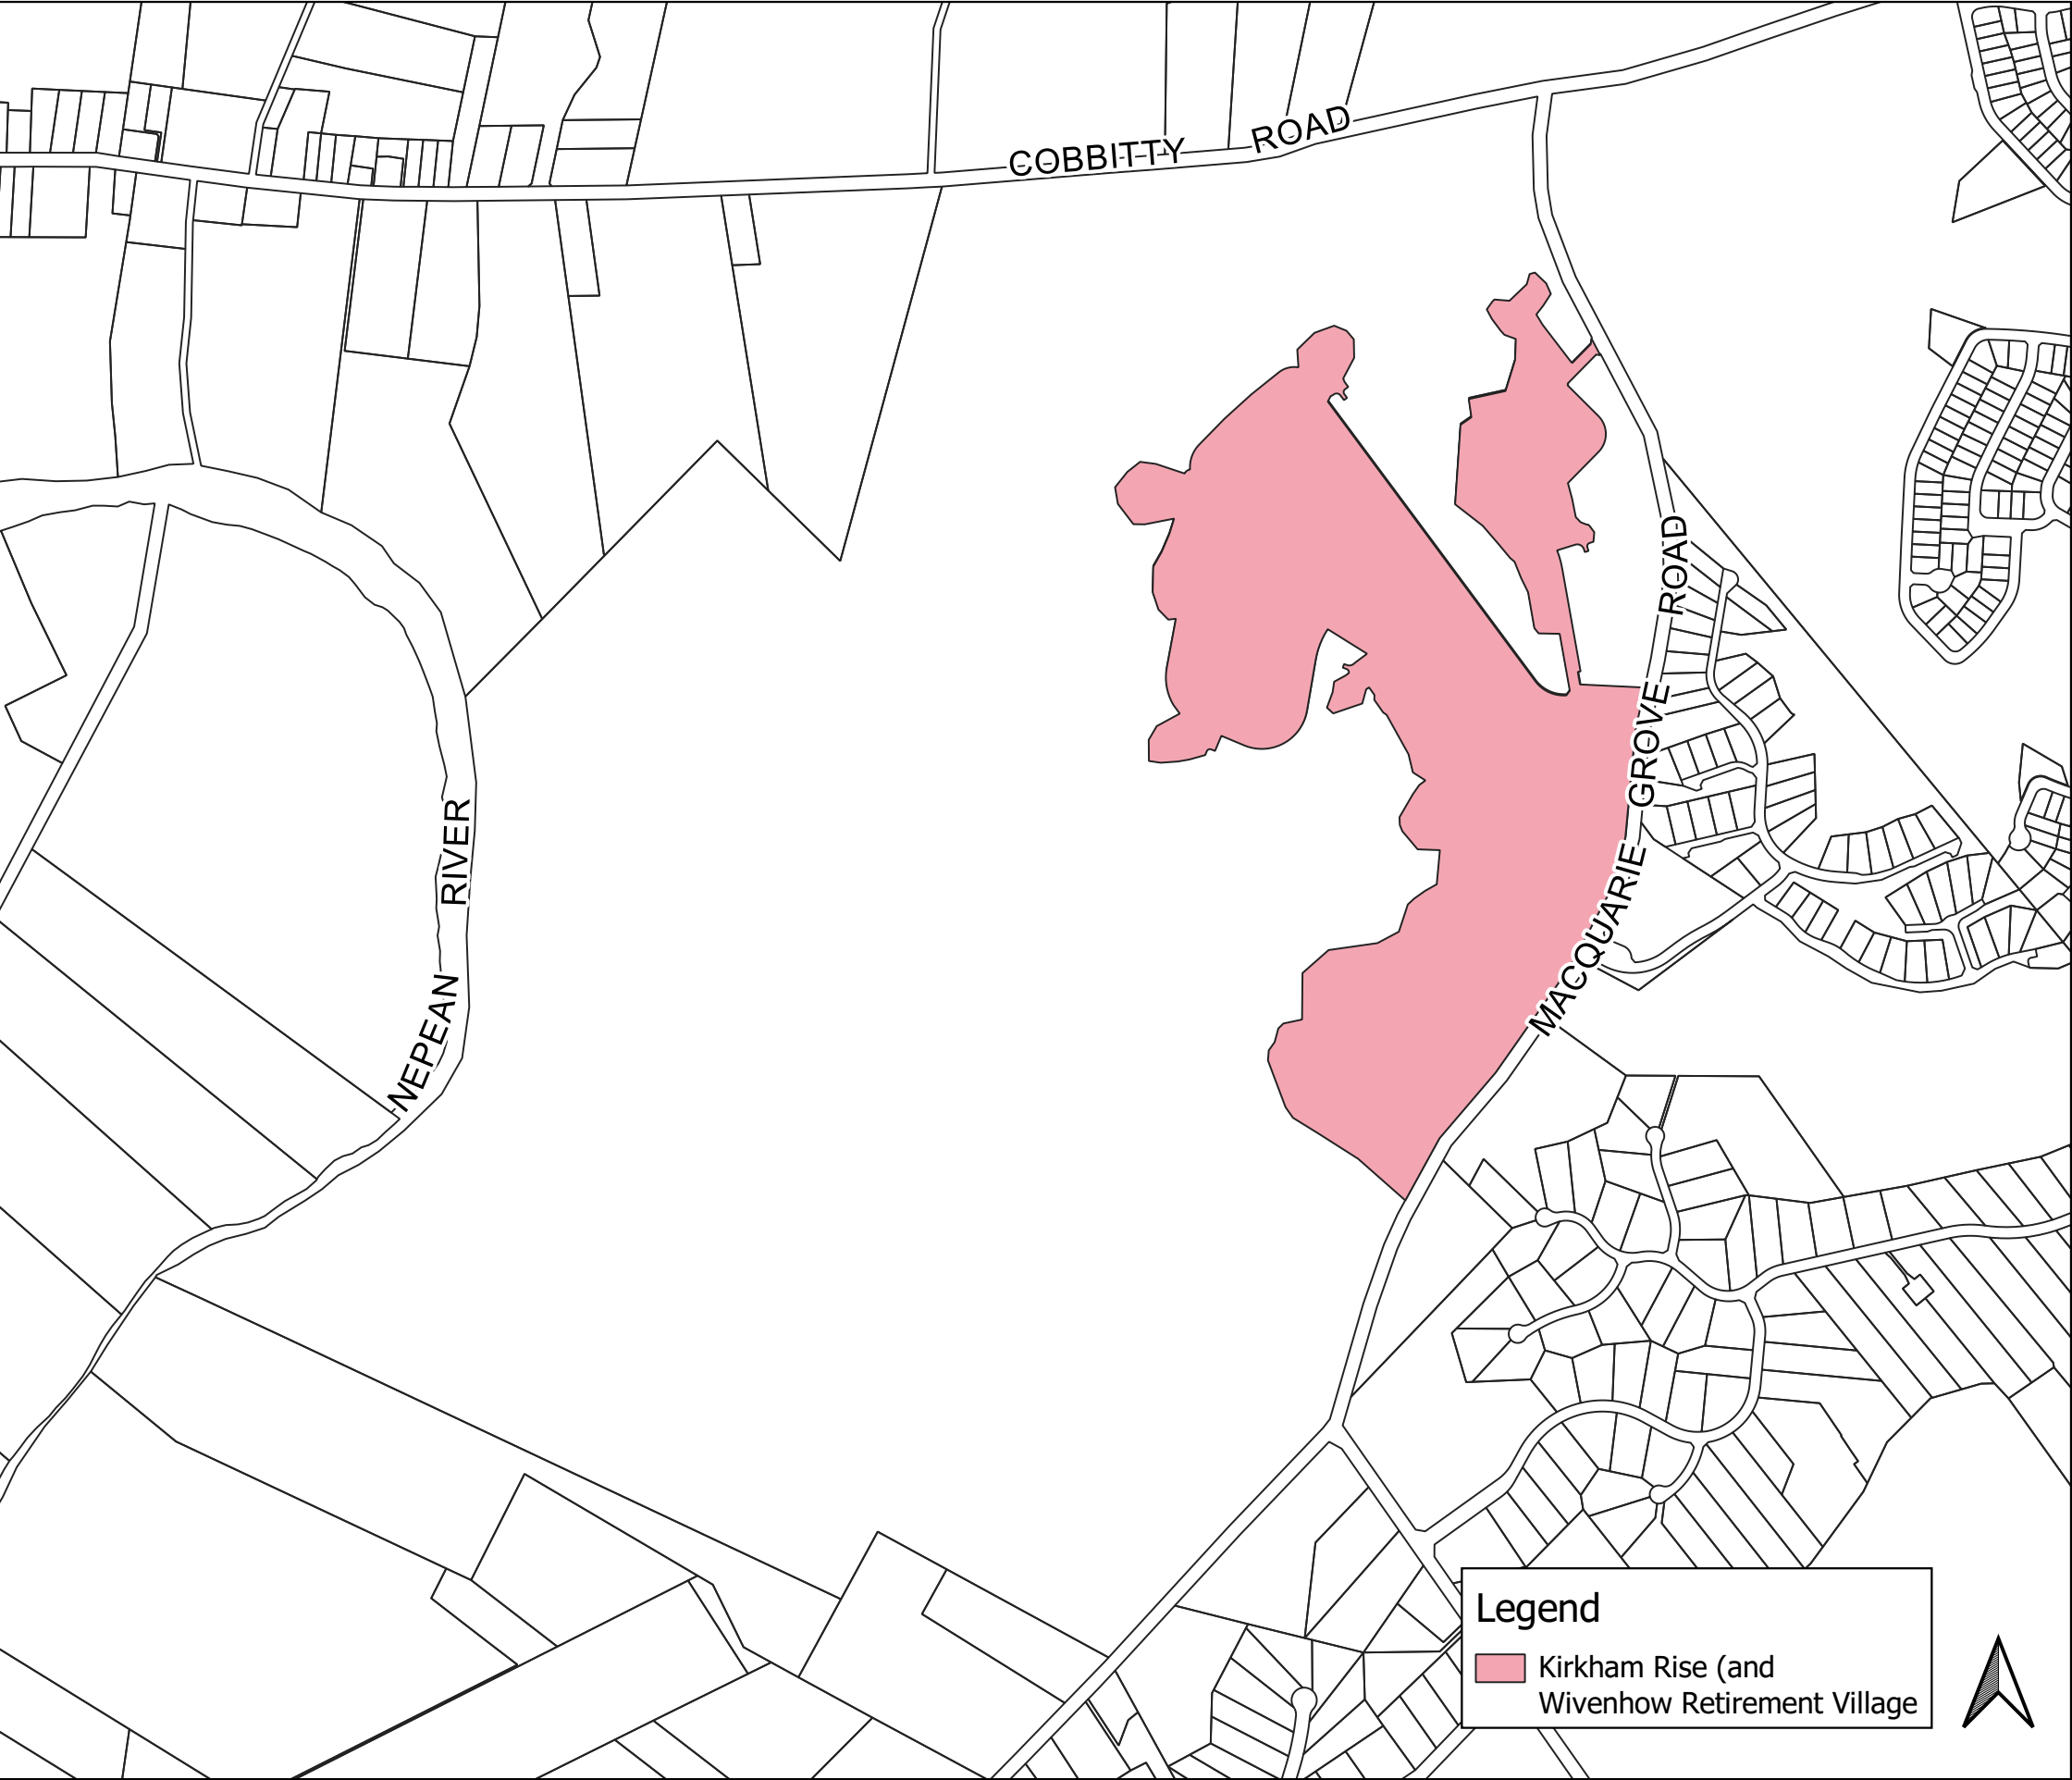 COBBITTY ROAD
MACQUARIE GROVE ROAD
NEPEAN RIVER
Legend
Kirkham Rise (and
Wivenhow Retirement Village